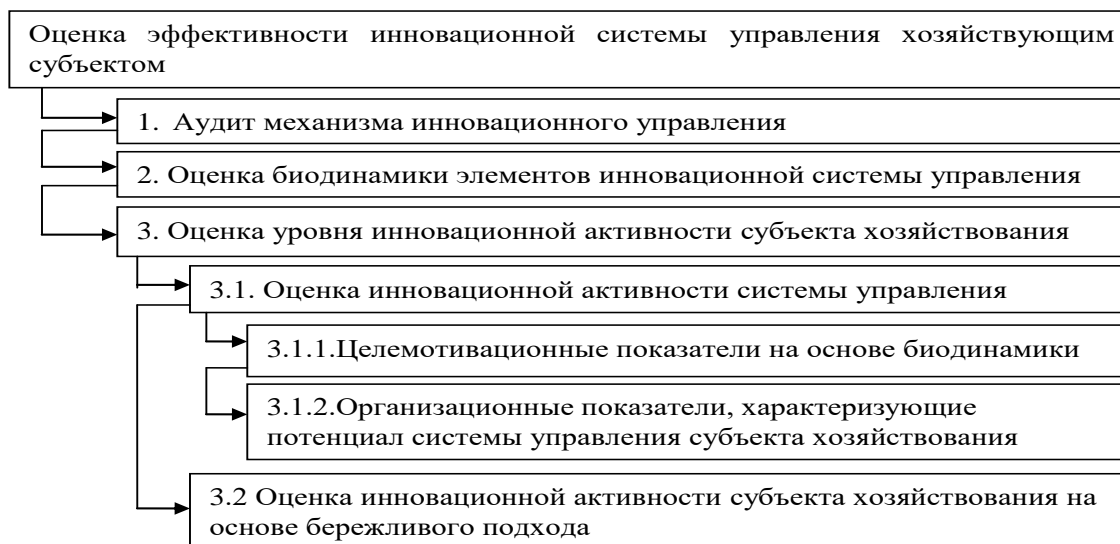 Оценка эффективности инновационной системы управления хозяйствующим
субъектом
1. Аудит механизма инновационного управления
2. Оценка биодинамики элементов инновационной системы управления
3. Оценка уровня инновационной активности субъекта хозяйствования
3.1. Оценка инновационной активности системы управления
3.1.1.Целемотивационные показатели на основе биодинамики
3.1.2.Организационные показатели, характеризующие
потенциал системы управления субъекта хозяйствования
3.2 Оценка инновационной активности субъекта хозяйствования на
основе бережливого подхода